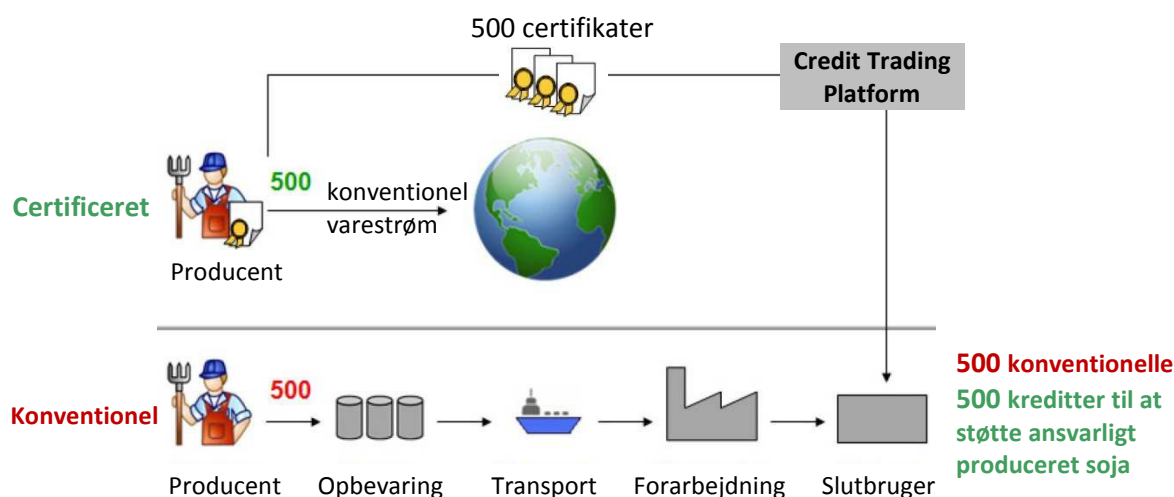 500 certifikater
Credit Trading
Platform
Certificeret
500
konventionel
varestrøm
Producent
Konventionel
500
Producent
Opbevaring
Transport
Forarbejdning
Slutbruger
500 konventionelle
500 kreditter til at
støtte ansvarligt
produceret soja